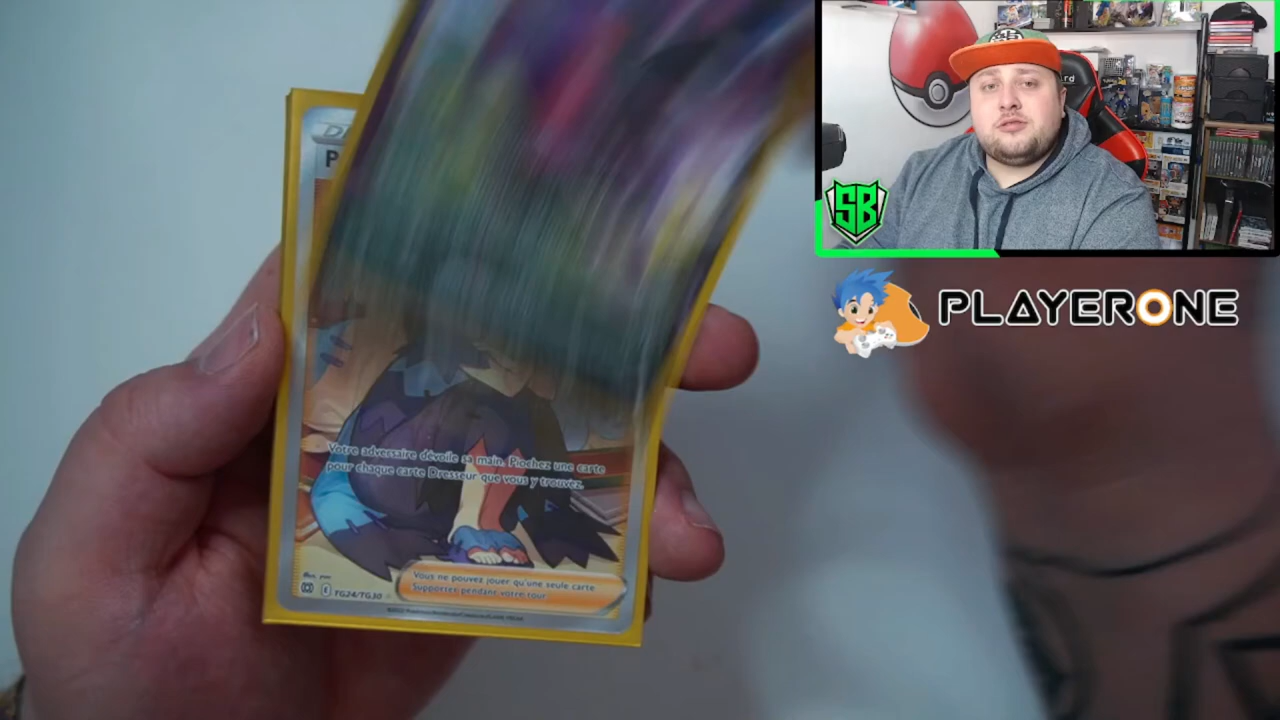 P
Votre adversaire dévoile sa main. Piochez une carte
pour chaque carte Dresseur que vous y trouvez.
Vous ne pouvez jouer qu'une seule carte
Supporter pendant votre tour.
TG24/TG30
SB
PLAYERONE